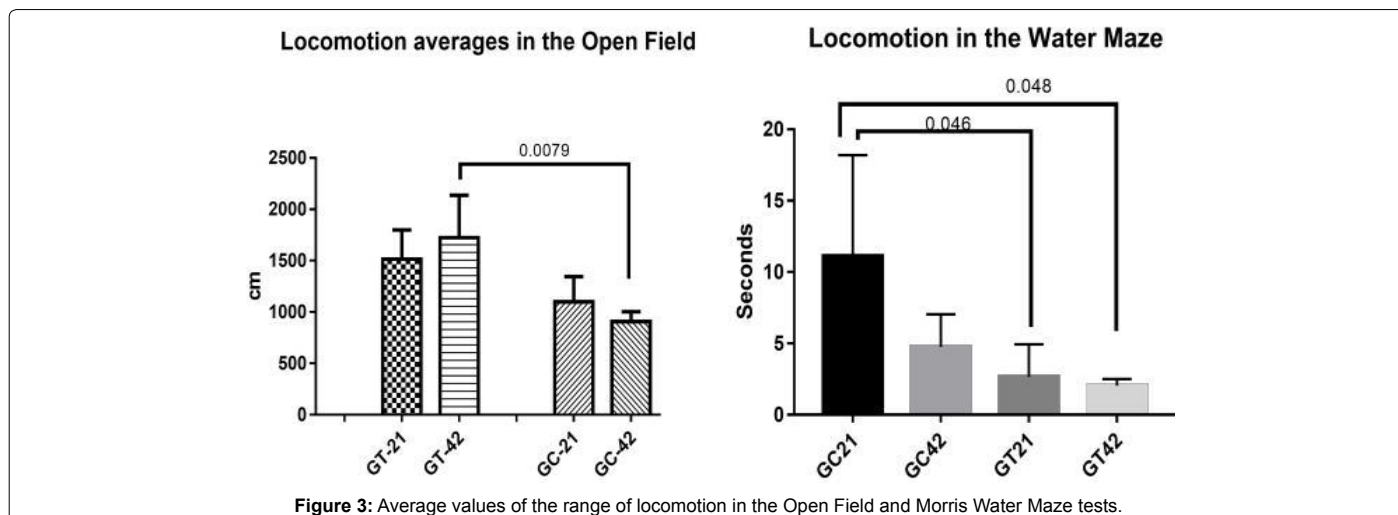 Locomotion averages in the Open Field
0.0079
2500
2000
1500
1000
500
0
cm
GT-21
GT-42
GC-21
GC-42
Locomotion in the Water Maze
0.048
0.046
20
15
10
5
0
Seconds
GC21
GC42
GT21
GT42
Figure 3: Average values of the range of locomotion in the Open Field and Morris Water Maze tests.